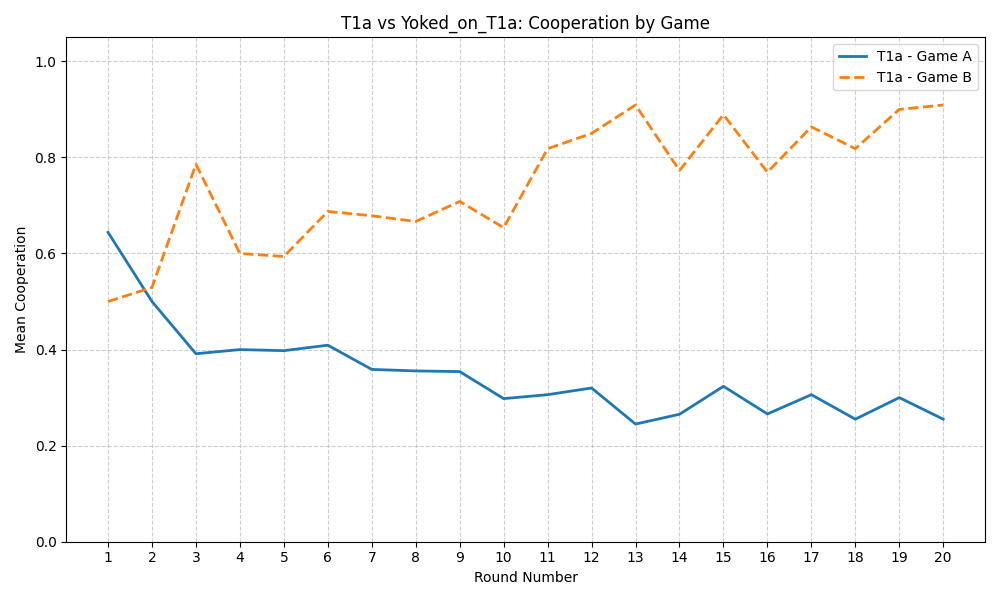 T1a vs Yoked_on_T1a: Cooperation by Game
T1a - Game A
T1a - Game B
Mean Cooperation
1.0
0.8
0.6
0.4
0.2
0.0
1 2 3 4 5 6 7 8 9 10 11 12 13 14 15 16 17 18 19 20
Round Number